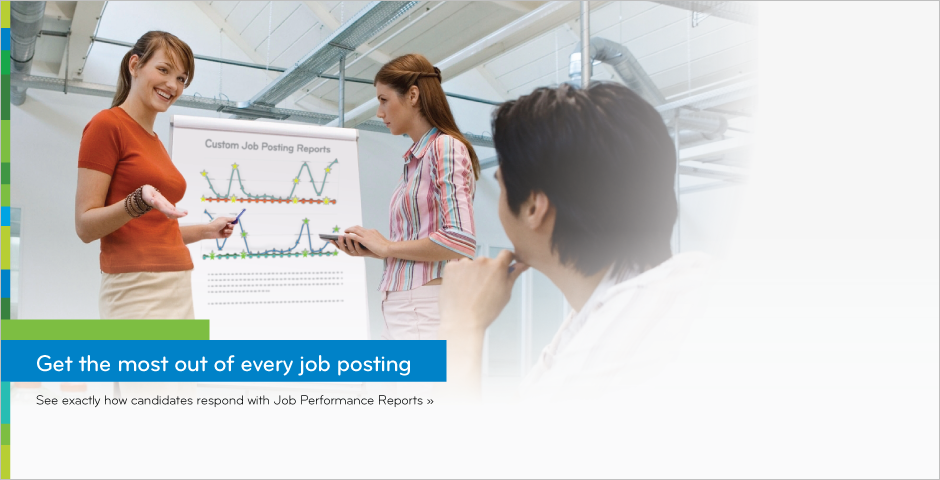 Custom Job Posting Reports
Get the most out of every job posting
See exactly how candidates respond with Job Performance Reports »